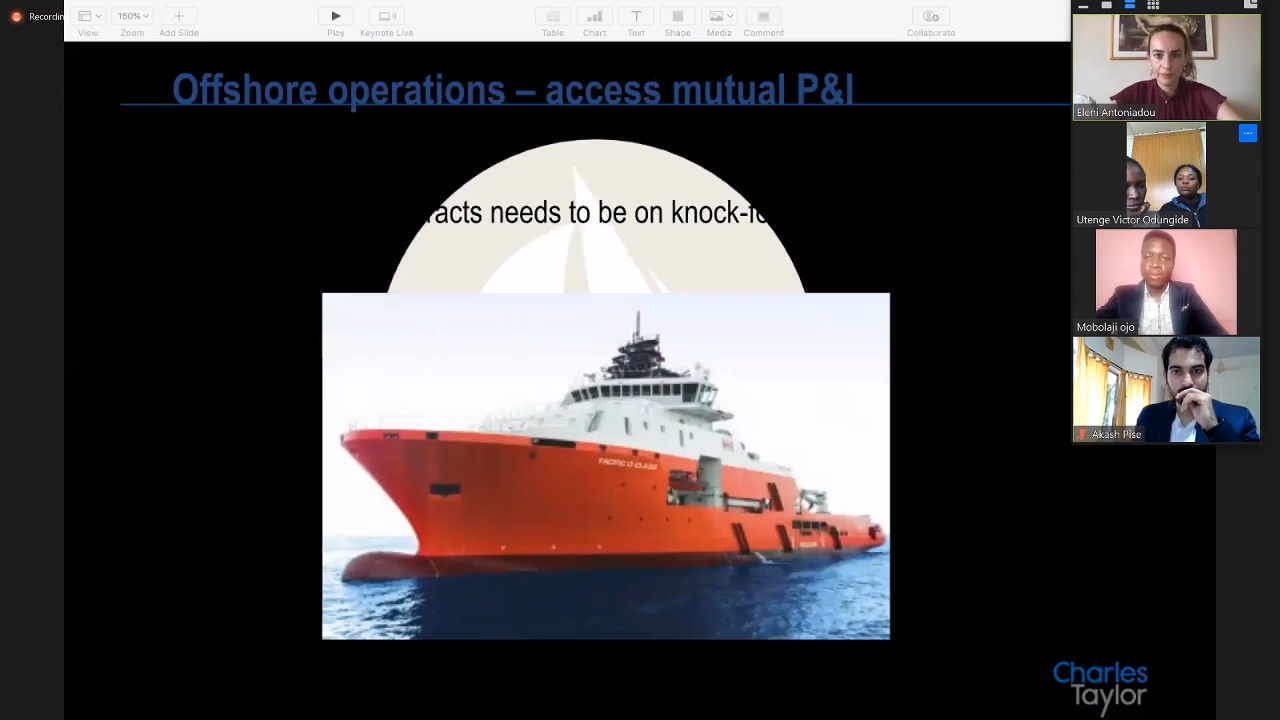 Recordin
View
150%
Zoom
Add Slide
Play
Keynote Live
Table
Chart
Text
Shape
Media
Comment
Collaborate
Offshore operations – access mutual P&I
racts needs to be on knock-fo
PACIFIC O CLASS
Eleni Antoniadou
Utenge Victor Odungide
Mobolaji ojo
Akash Pise
Charles
Taylor